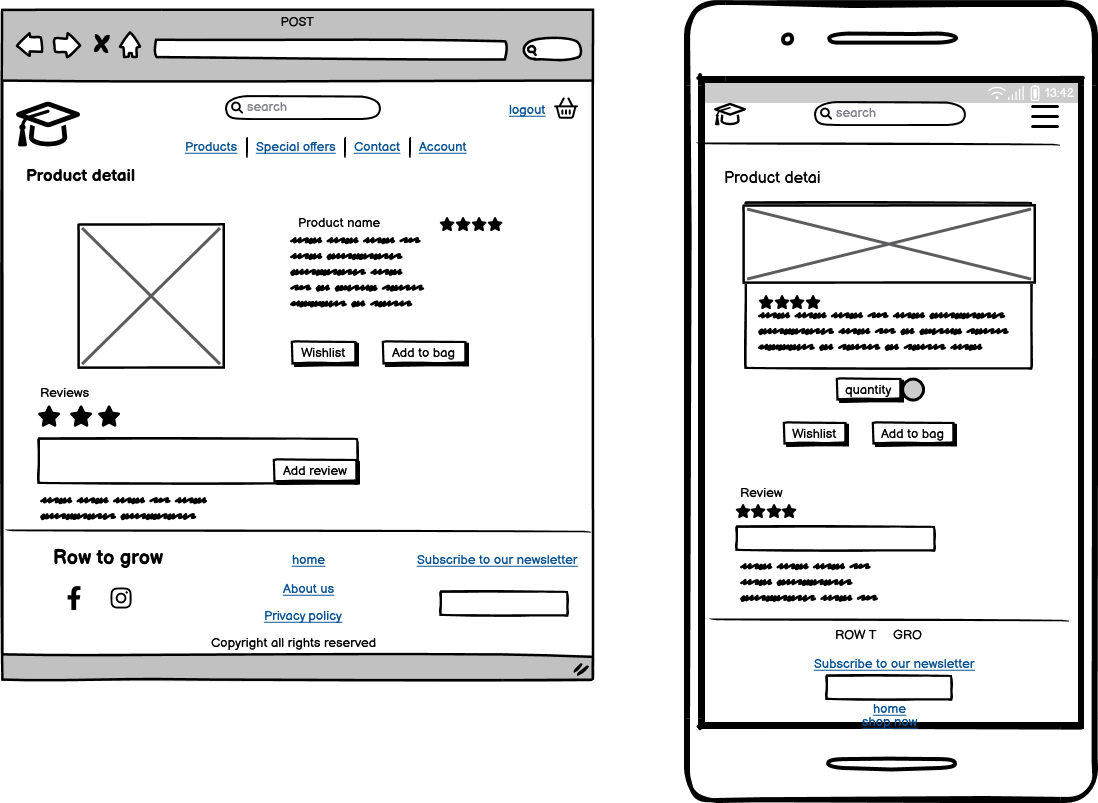 POST
search
logout
Products
Special offers
Contact
Account
Product detail
Product name
Wishlist
Add to bag
Reviews
Add review
Row to grow
home
Subscribe to our newsletter
About us
Privacy policy
Copyright all rights reserved
13:42
search
Product detai
quantity
Wishlist
Add to bag
Review
ROW T GRO
Subscribe to our newsletter
home
shop now